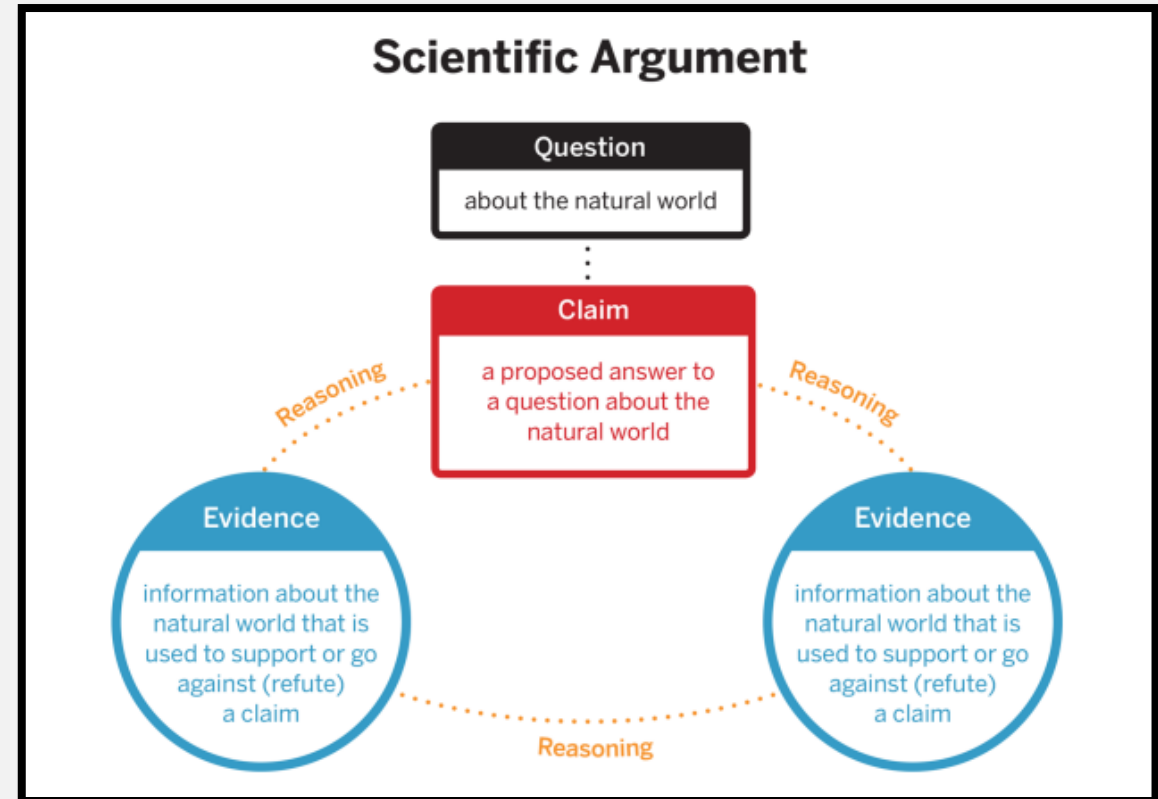 Scientific Argument
Question
about the natural world
Claim
a proposed answer to
a question about the
natural world
Reasoning
Reasoning
Evidence
information about the
natural world that is
used to support or go
against (refute)
a claim
Evidence
information about the
natural world that is
used to support or go
against (refute)
a claim
Reasoning